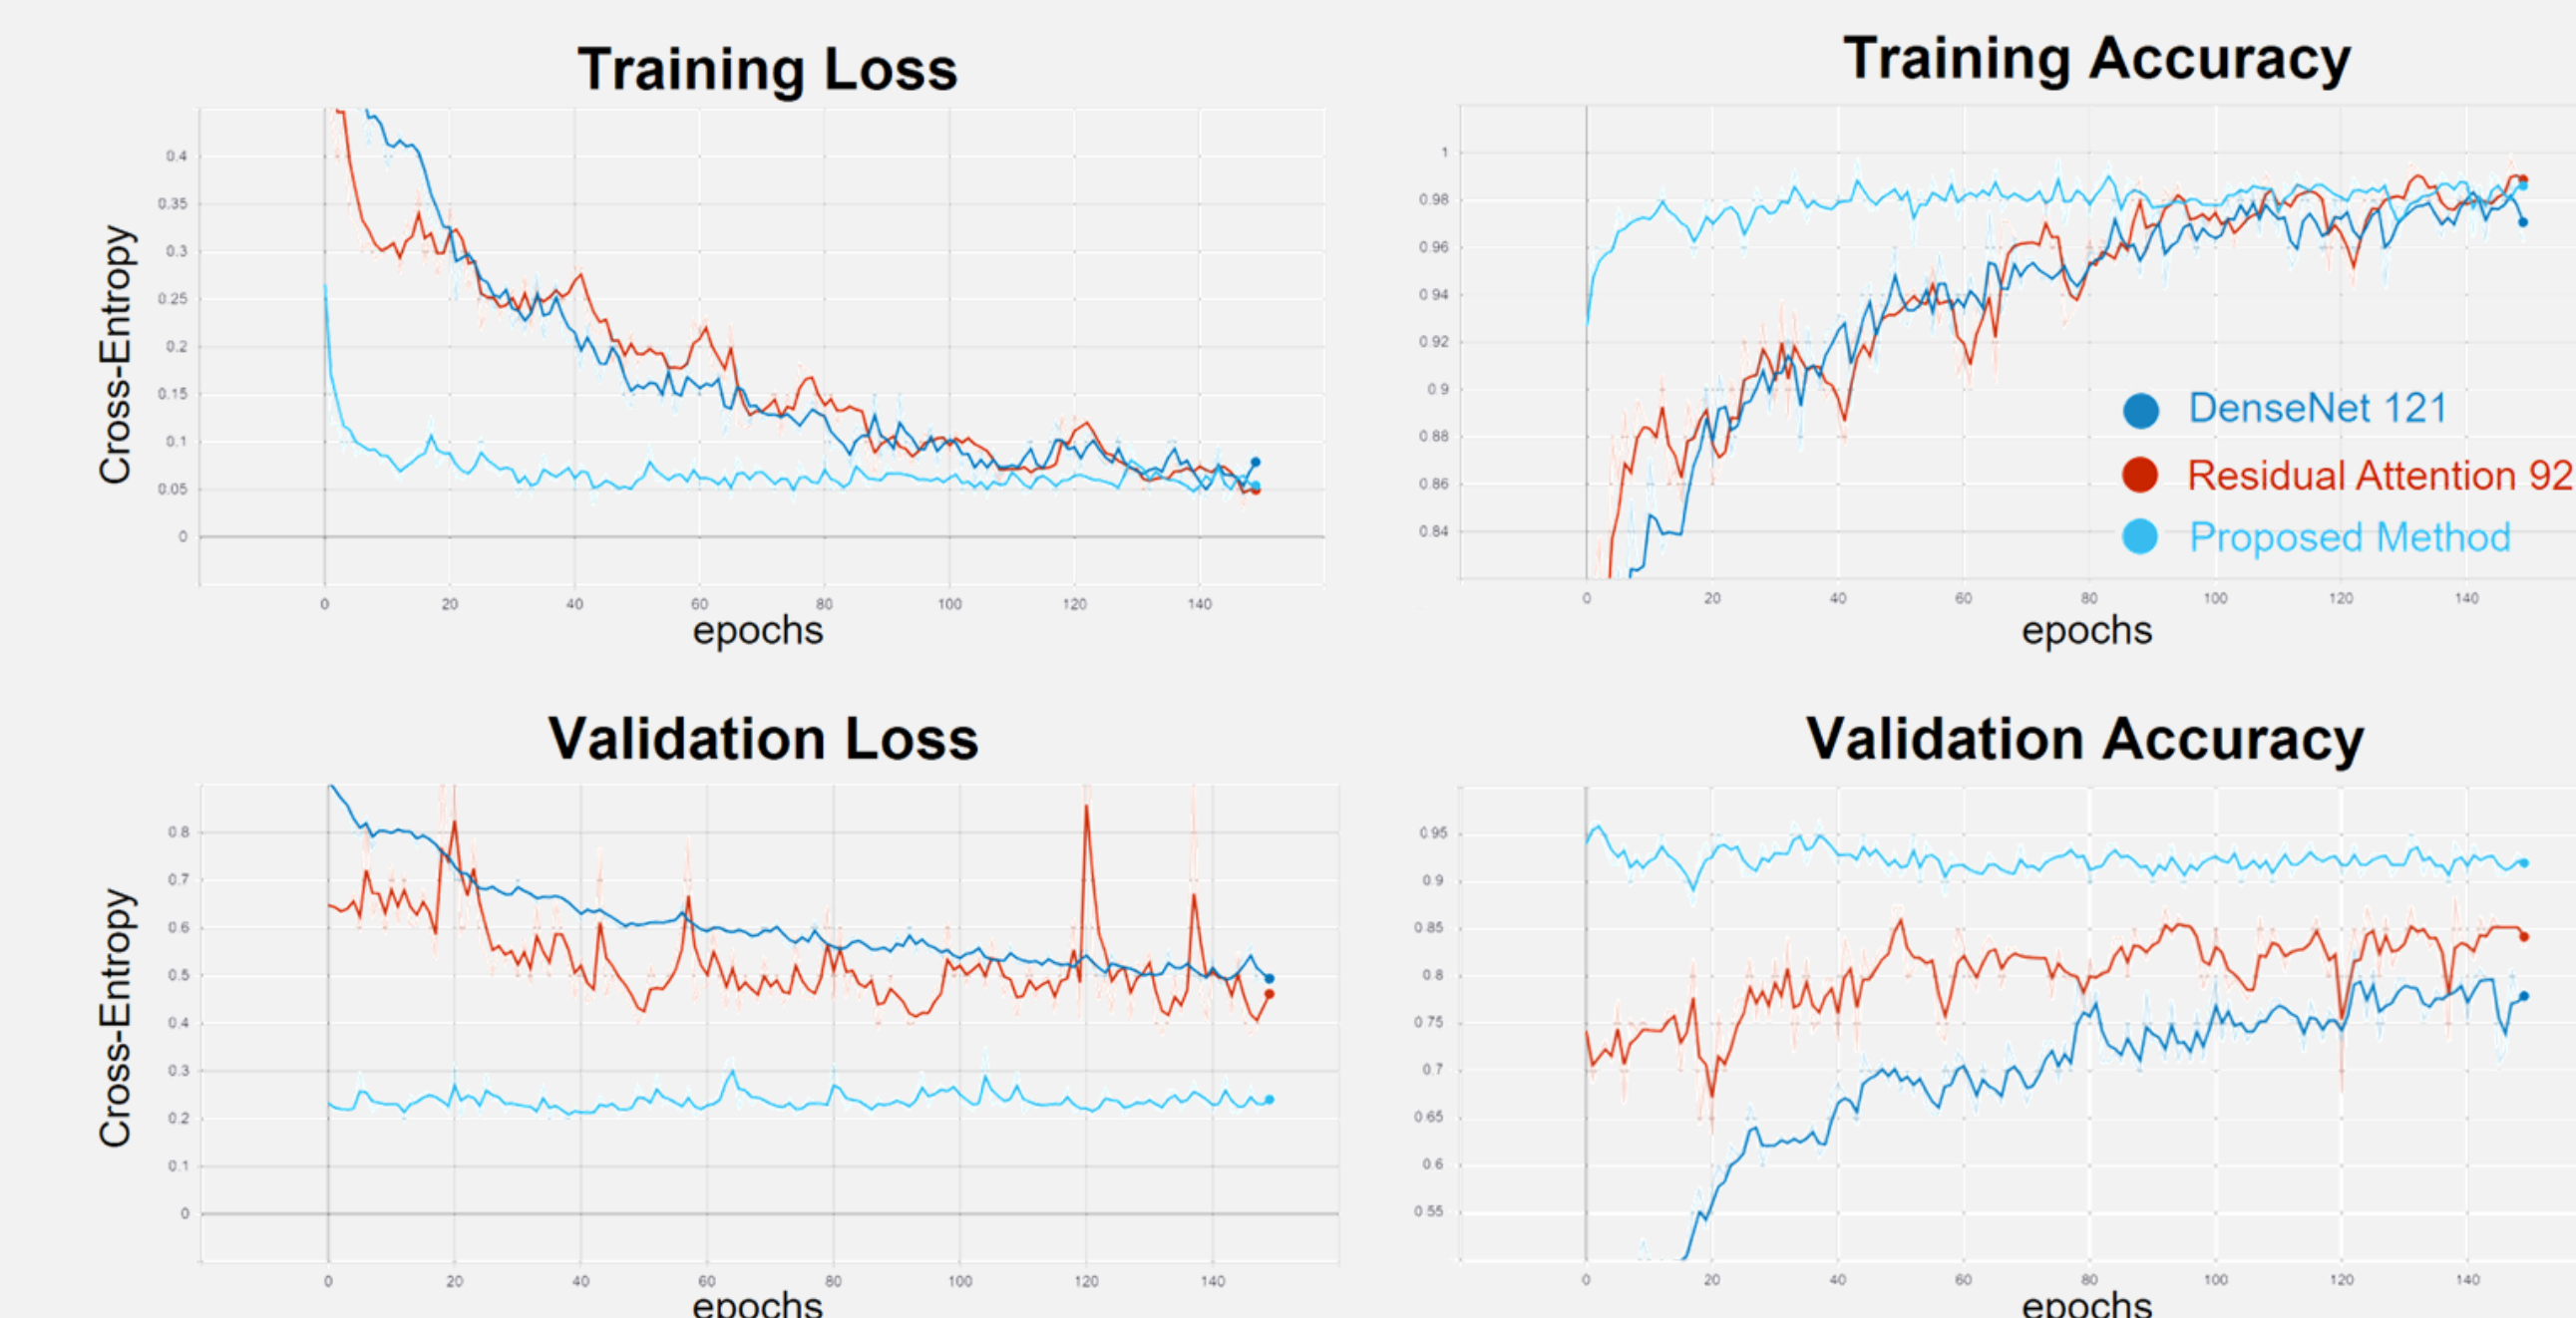 Training Loss
Cross-Entropy
0.4
0.35
0.3
0.25
0.2
0.15
0.1
0.05
0
0 20 40 60 80 100 120 140
epochs
Training Accuracy
1
0.98
0.96
0.94
0.92
0.9
0.88
0.86
0.84
DenseNet 121
Residual Attention 92
Proposed Method
0 20 40 60 80 100 120 140
epochs
Validation Loss
Cross-Entropy
0.8
0.7
0.6
0.5
0.4
0.3
0.2
0.1
0
0 20 40 60 80 100 120 140
epochs
Validation Accuracy
0.95
0.9
0.85
0.8
0.75
0.7
0.65
0.6
0.55
0 20 40 60 80 100 120 140
epochs